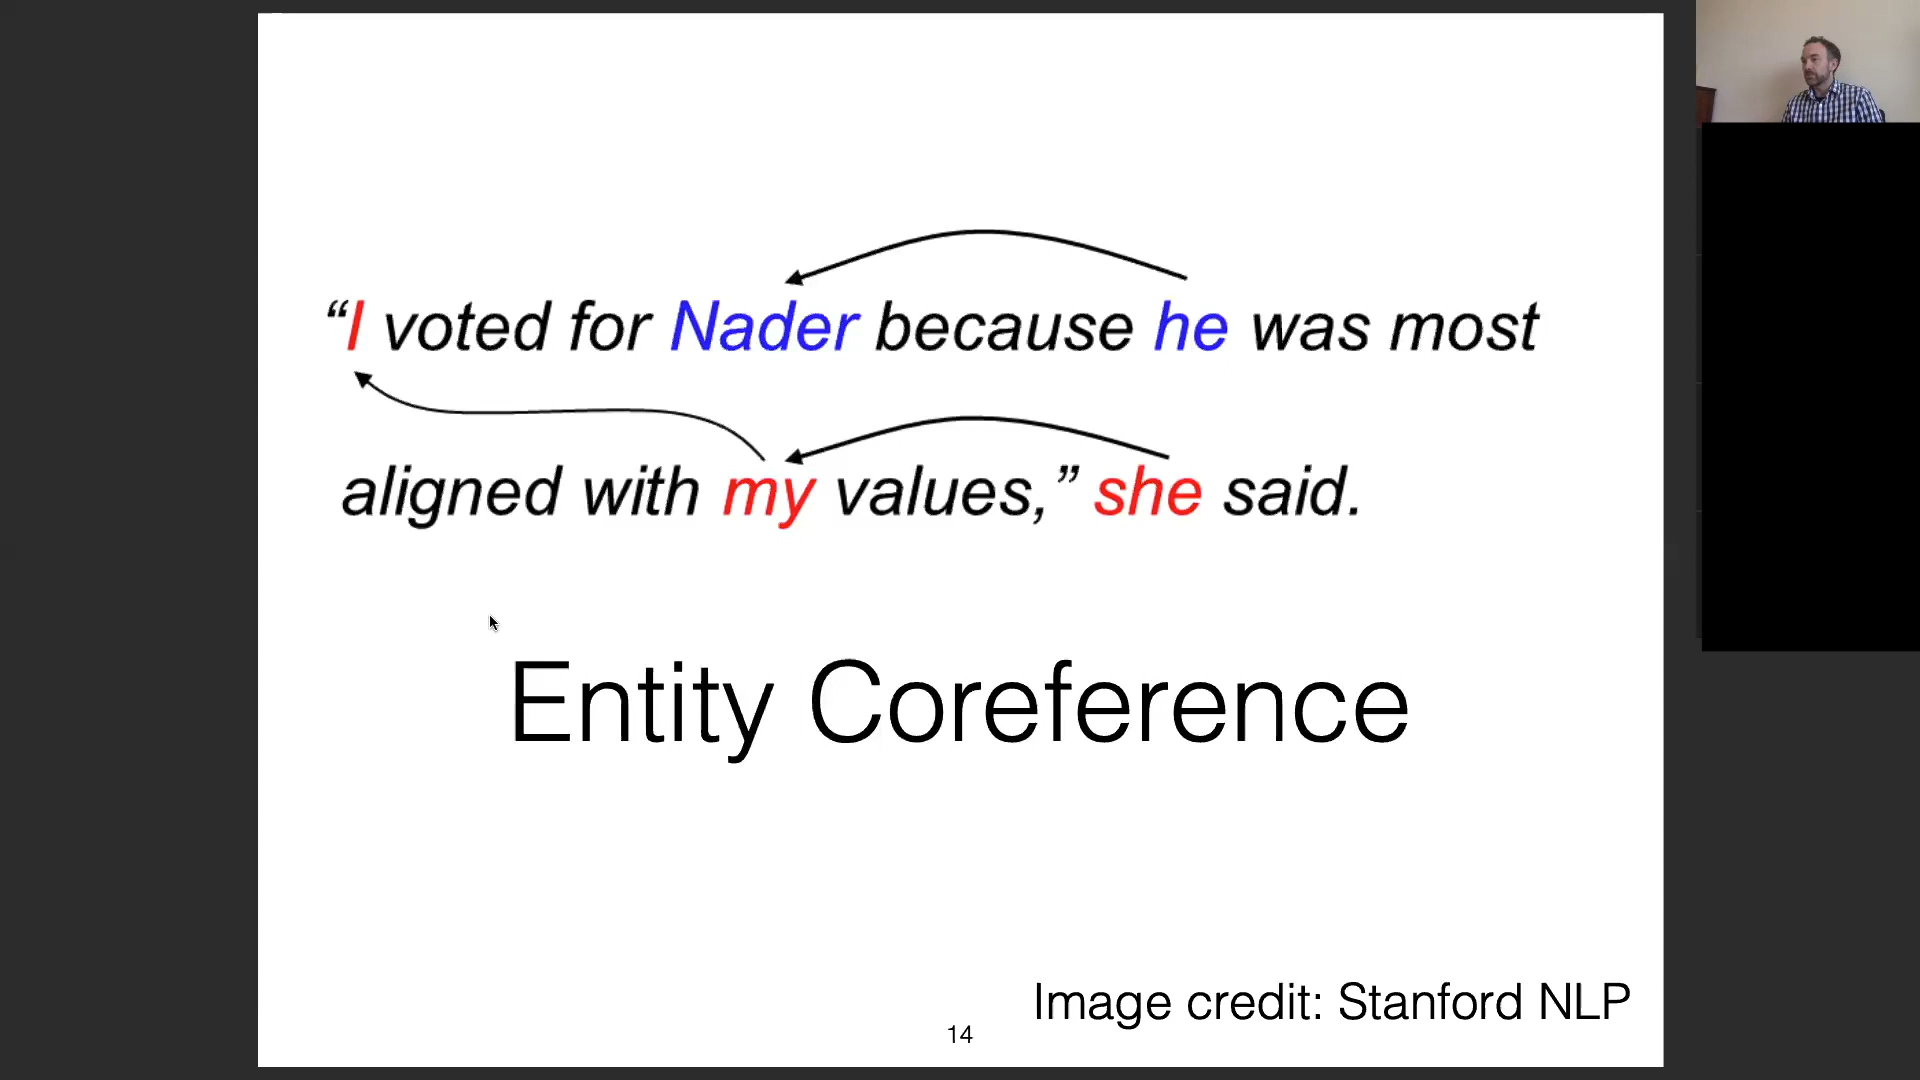 “I voted for Nader because he was most
aligned with my values,” she said.
Entity Coreference
Image credit: Stanford NLP
14